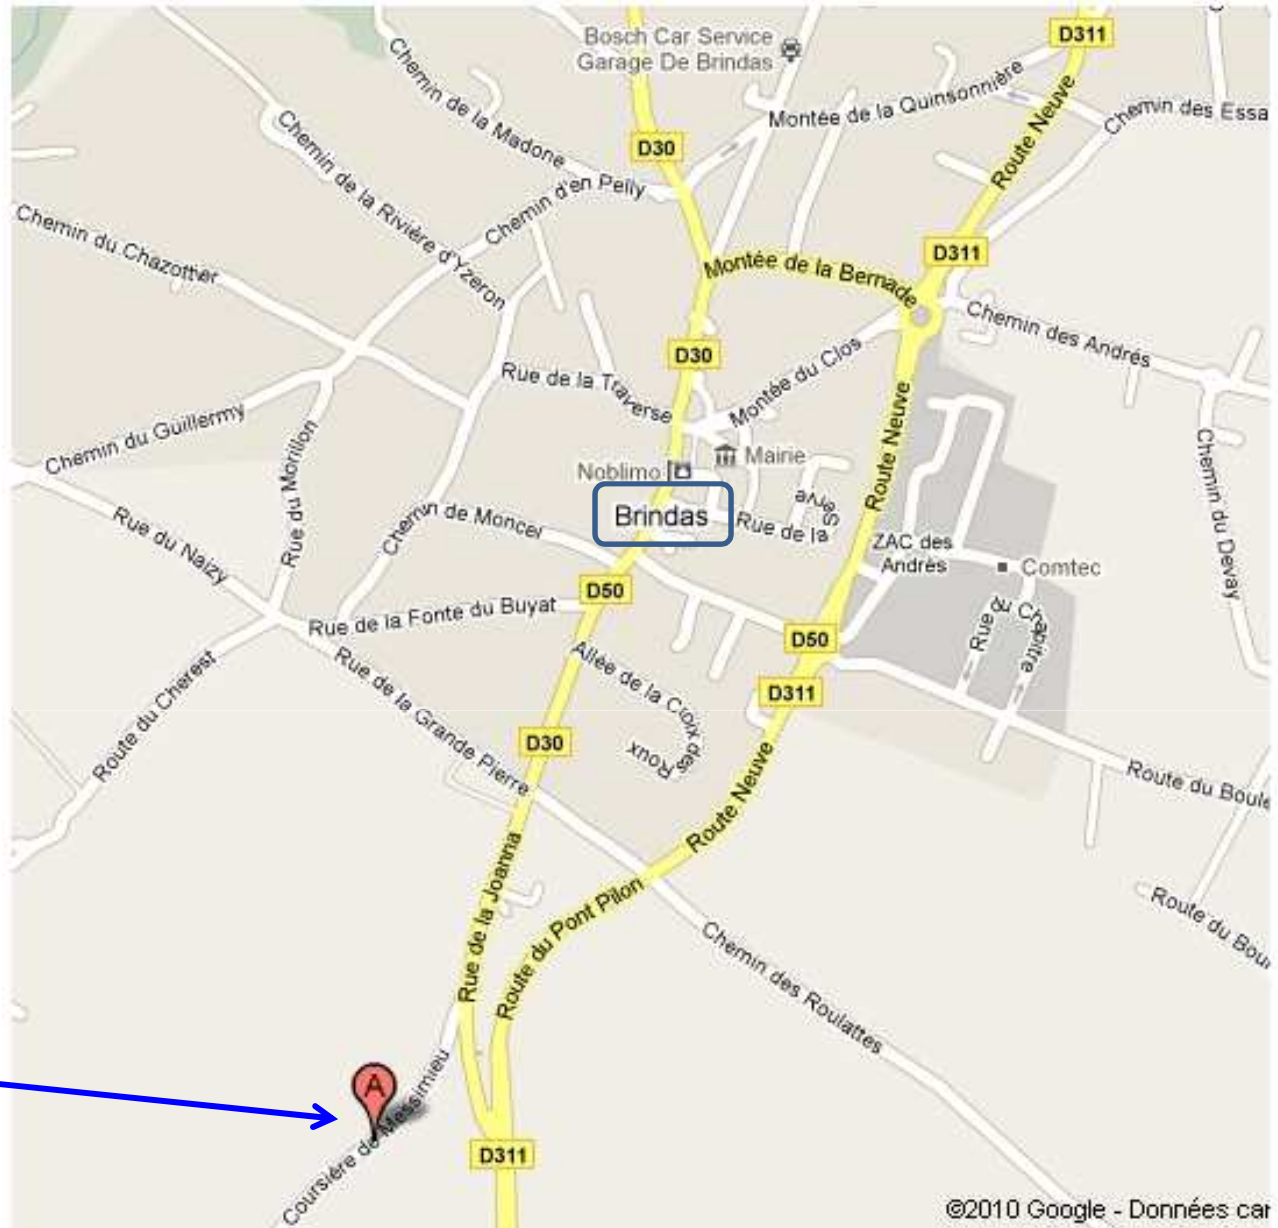 D311
Bosch Car Service
Garage De Brindas
Chemin de la Madone
Montée de la Quinsonnière
Chemin des Essa
Route Neuve
D30
Chemin de la Rivière d'Yzeron
Chemin d'en Pelly
Chemin du Chazottier
D311
Montée de la Bernade
Chemin des Andrés
D30
Montée du Clos
Rue de la Traverse
Route Neuve
Chemin du Guillermy
Rue du Morillon
Mairie
Noblimo
Chemin du Devay
Brindas
Rue de la Serve
Chemin de Moncel
Rue du Naizy
ZAC des
Andrés
Comtec
D50
Rue du Chapitre
Rue de la Fonte du Buyat
D50
Allée de la Croix des Roux
Route du Cherest
Rue de la Grande Pierre
D311
D30
Route Neuve
Route du Boule
Rue de la Joanna
Route du Pont Pilon
Route du Bou
Chemin des Roulattes
A
Coursière de Messimieu
D311
©2010 Google - Données car